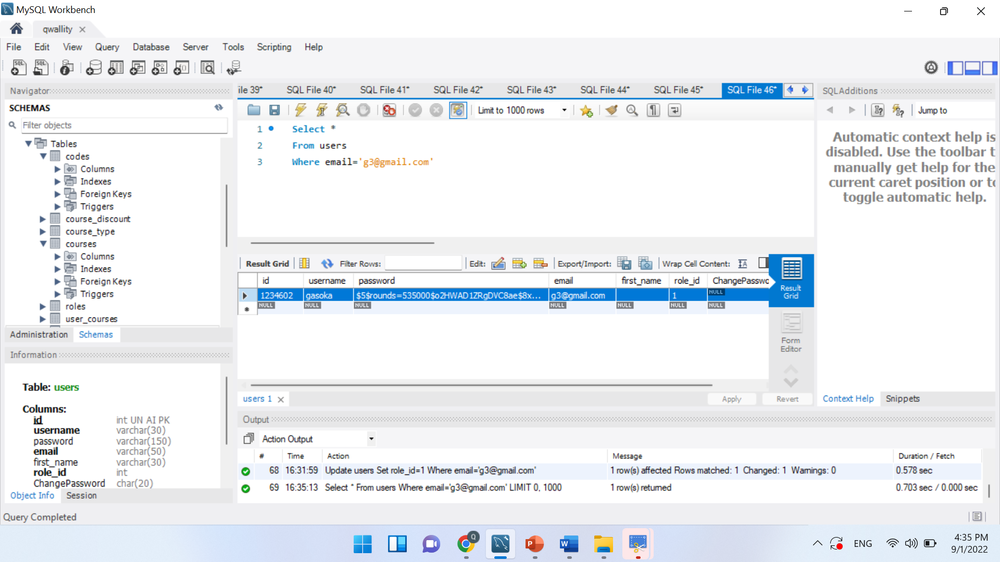 MySQL Workbench
qwallity
File Edit View Query Database Server Tools Scripting Help
Navigator
SCHEMAS
Filter objects
Tables
codes
Columns
Indexes
Foreign Keys
Triggers
course_discount
course_type
courses
Columns
Indexes
Foreign Keys
Triggers
roles
user_courses
Administration Schemas
Information
Table: users
Columns:
id int UN AI PK
username varchar(30)
password varchar(150)
email varchar(50)
first_name varchar(30)
role_id int
ChangePassword char(20)
Object Info Session
Query Completed
ile 39* SQL File 40* SQL File 41* SQL File 42* SQL File 43* SQL File 44* SQL File 45* SQL File 46*
Limit to 1000 rows
1 Select *
2 From users
3 Where email='g3@gmail.com'
Result Grid Filter Rows: Edit: Export/Import: Wrap Cell Content:
id username password email first_name role_id ChangePasswo
1234602 gasoka $5$rounds=535000$o2HWAD1ZRgDVC8ae$8x... g3@gmail.com 1 NULL
NULL NULL NULL NULL NULL NULL NULL
Result Grid
Form Editor
users 1 Apply Revert
SQLAdditions
Jump to
Automatic context help is
disabled. Use the toolbar t
manually get help for the
current caret position or to
toggle automatic help.
Context Help Snippets
Output
Action Output
# Time Action Message Duration / Fetch
68 16:31:59 Update users Set role_id=1 Where email='g3@gmail.com' 1 row(s) affected Rows matched: 1 Changed: 1 Warnings: 0 0.578 sec
69 16:35:13 Select * From users Where email='g3@gmail.com' LIMIT 0, 1000 1 row(s) returned 0.703 sec / 0.000 sec
ENG
4:35 PM
9/1/2022